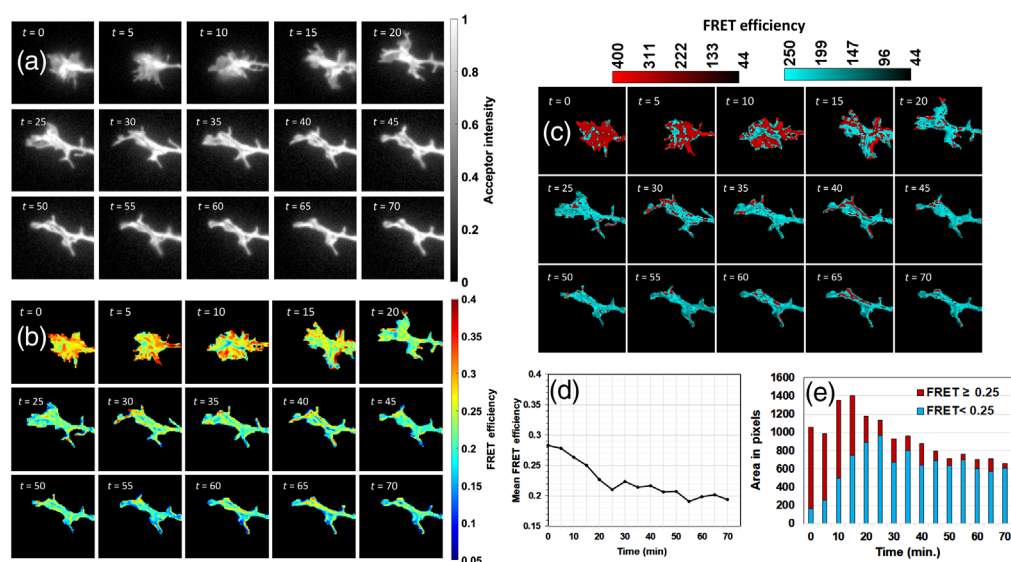 (a)
t = 0
t = 5
t = 10
t = 15
t = 20
t = 25
t = 30
t = 35
t = 40
t = 45
t = 50
t = 55
t = 60
t = 65
t = 70
1
0.8
0.6
0.4
0.2
0
Acceptor intensity
(b)
t = 0
t = 5
t = 10
t = 15
t = 20
t = 25
t = 30
t = 35
t = 40
t = 45
t = 50
t = 55
t = 60
t = 65
t = 70
0.4
0.35
0.3
0.25
0.2
0.15
0.1
0.05
FRET efficiency
FRET efficiency
400 311 222 133 44
250 199 147 96 44
(c)
t = 0
t = 5
t = 10
t = 15
t = 20
t = 25
t = 30
t = 35
t = 40
t = 45
t = 50
t = 55
t = 60
t = 65
t = 70
(d)
Mean FRET efficiency
0.4
0.35
0.3
0.25
0.2
0.15
0 10 20 30 40 50 60 70
Time (min)
(e)
FRET ≥ 0.25
FRET< 0.25
Area in pixels
1600
1400
1200
1000
800
600
400
200
0
0 10 20 30 40 50 60 70
Time (min.)